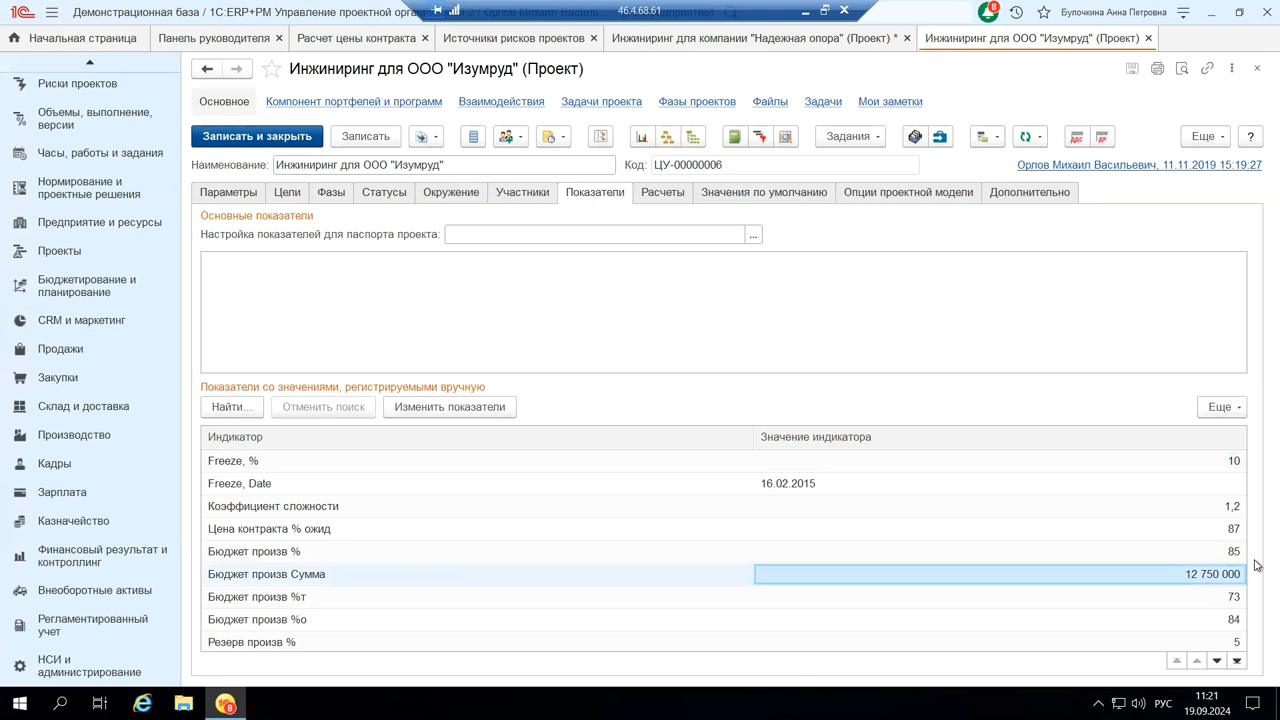 Демонстрационная база / 1C:ERP+PM Управление проектной орган
46.4.68.61
8
Булочкина Анна Петровна
Начальная страница
Панель руководителя ×
Расчет цены контракта ×
Источники рисков проектов ×
Инжиниринг для компании "Надежная опора" (Проект) * ×
Инжиниринг для ООО "Изумруд" (Проект) ×
Риски проектов
Объемы, выполнение, версии
Часы, работы и задания
Нормирование и проектные решения
Предприятие и ресурсы
Проекты
Бюджетирование и планирование
CRM и маркетинг
Продажи
Закупки
Склад и доставка
Производство
Кадры
Зарплата
Казначейство
Финансовый результат и контроллинг
Внеоборотные активы
Регламентированный учет
НСИ и администрирование
Инжиниринг для ООО "Изумруд" (Проект)
Основное Компонент портфелей и программ Взаимодействия Задачи проекта Фазы проектов Файлы Задачи Мои заметки
Записать и закрыть Записать Задания Еще ?
Наименование: Инжиниринг для ООО "Изумруд" Код: ЦУ-00000006 Орлов Михаил Васильевич, 11.11.2019 15:19:27
Параметры Цели Фазы Статусы Окружение Участники Показатели Расчеты Значения по умолчанию Опции проектной модели Дополнительно
Основные показатели
Настройка показателей для паспорта проекта: ...
Показатели со значениями, регистрируемыми вручную
Найти... Отменить поиск Изменить показатели Еще
Индикатор Значение индикатора
Freeze, % 10
Freeze, Date 16.02.2015
Коэффициент сложности 1,2
Цена контракта % ожид 87
Бюджет произв % 85
Бюджет произв Сумма 12 750 000
Бюджет произв %т 73
Бюджет произв %о 84
Резерв произв % 5
8
РУС
11:21
19.09.2024